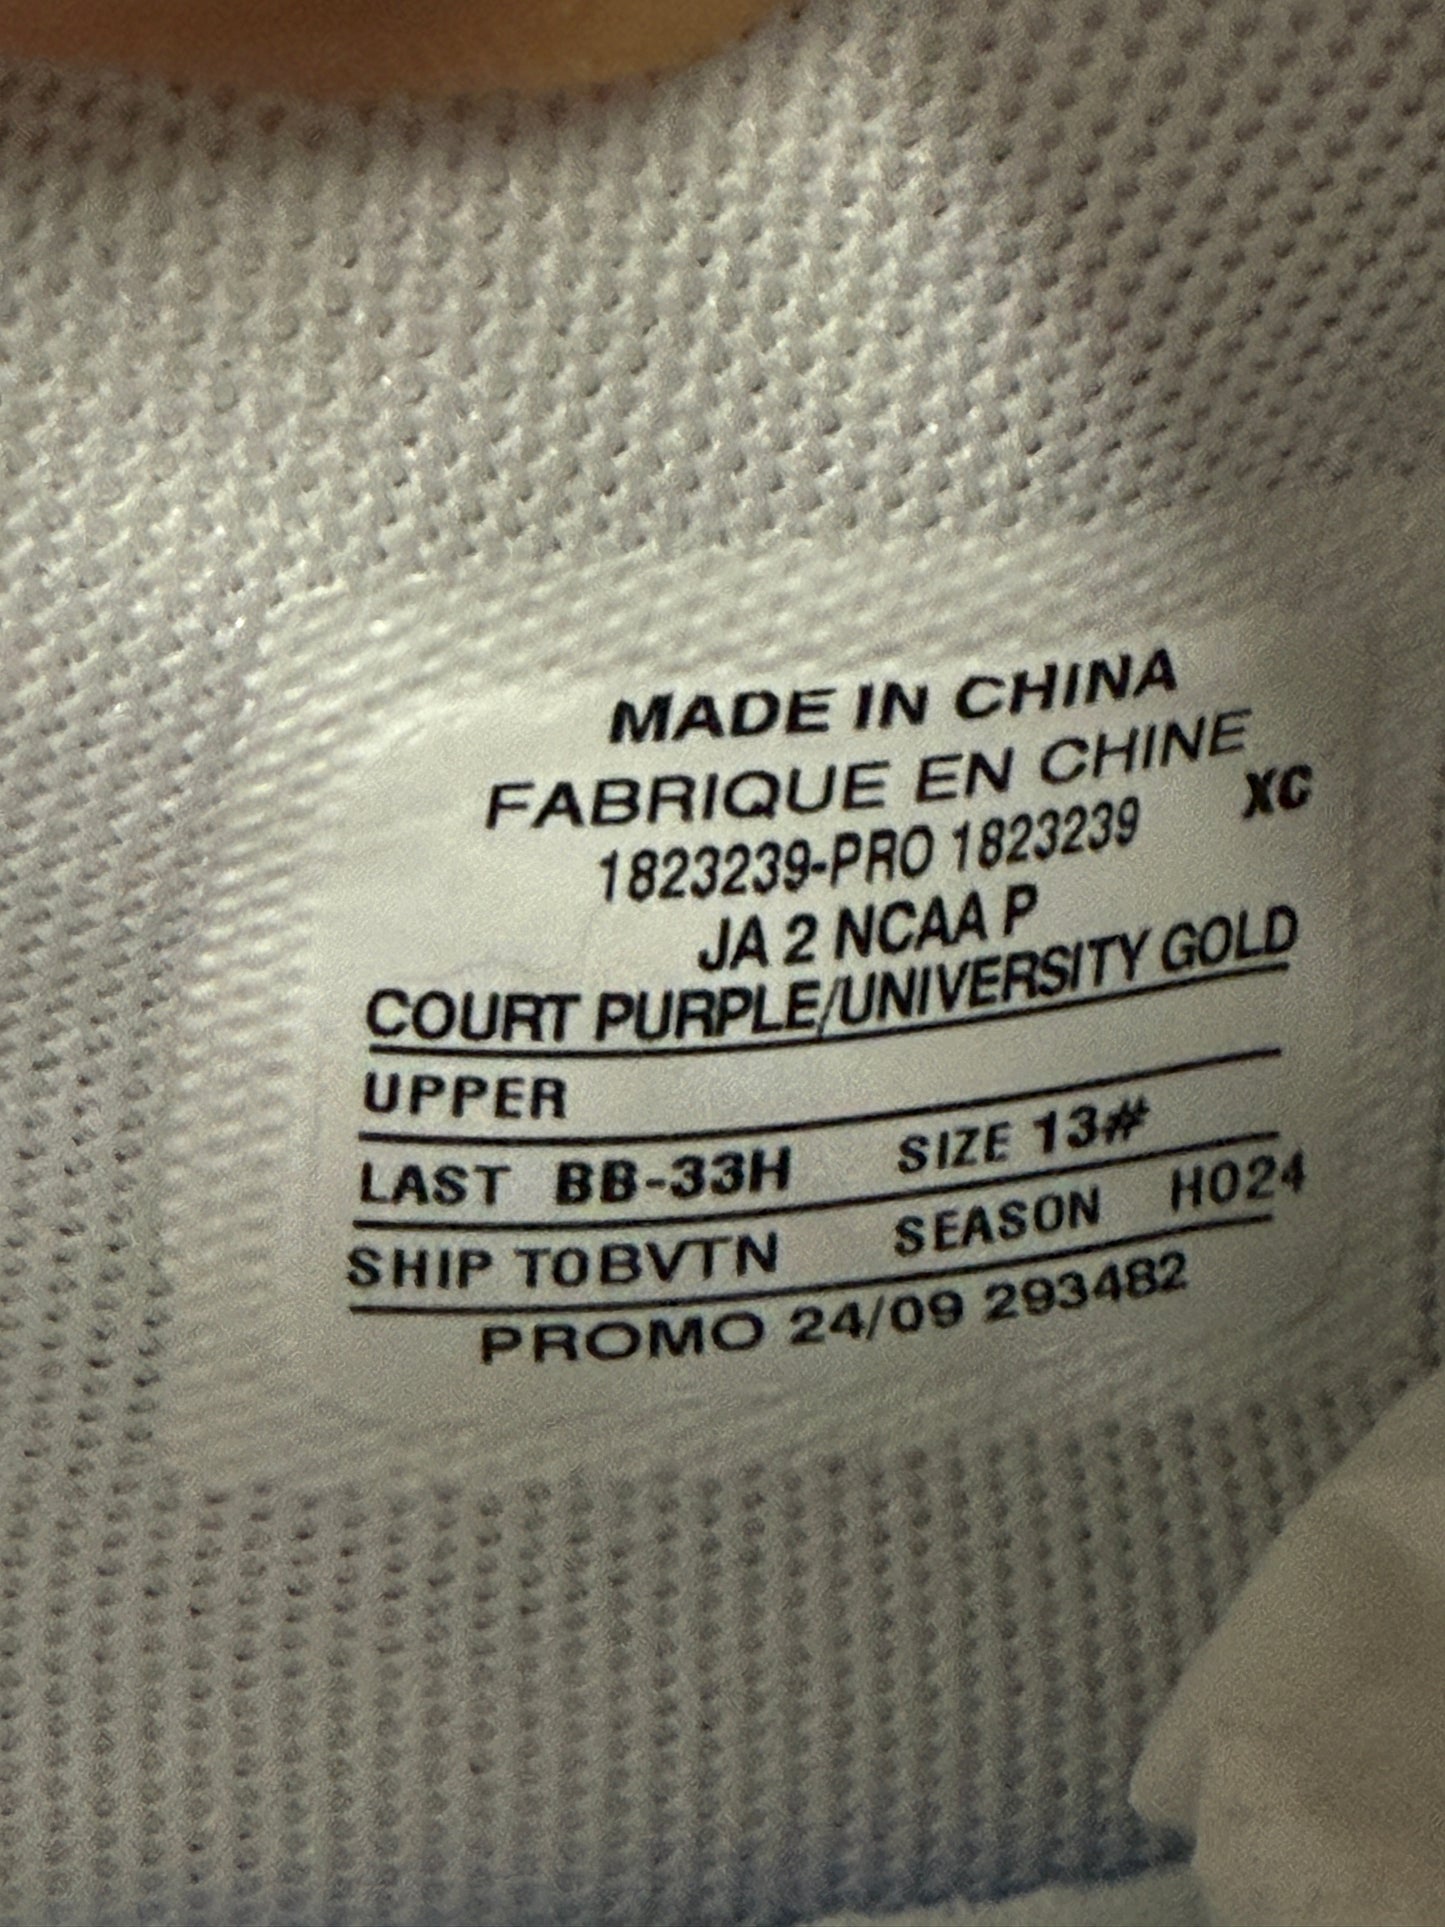 MADE IN CHINA
FABRIQUE EN CHINE
XC
1823239-PRO 1823239
JA 2 NCAA P
COURT PURPLE/UNIVERSITY GOLD
UPPER
LAST BB-33H SIZE 13#
SHIP TOBVTN SEASON HO24
PROMO 24/09 293482